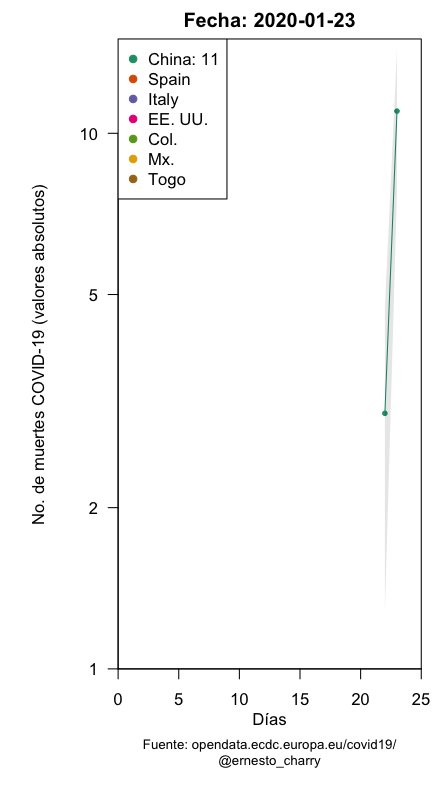 Fecha: 2020-01-23
China: 11
Spain
Italy
EE. UU.
Col.
Mx.
Togo
No. de muertes COVID-19 (valores absolutos)
10
5
2
1
0 5 10 15 20 25
Días
Fuente: opendata.ecdc.europa.eu/covid19/
@ernesto_charry